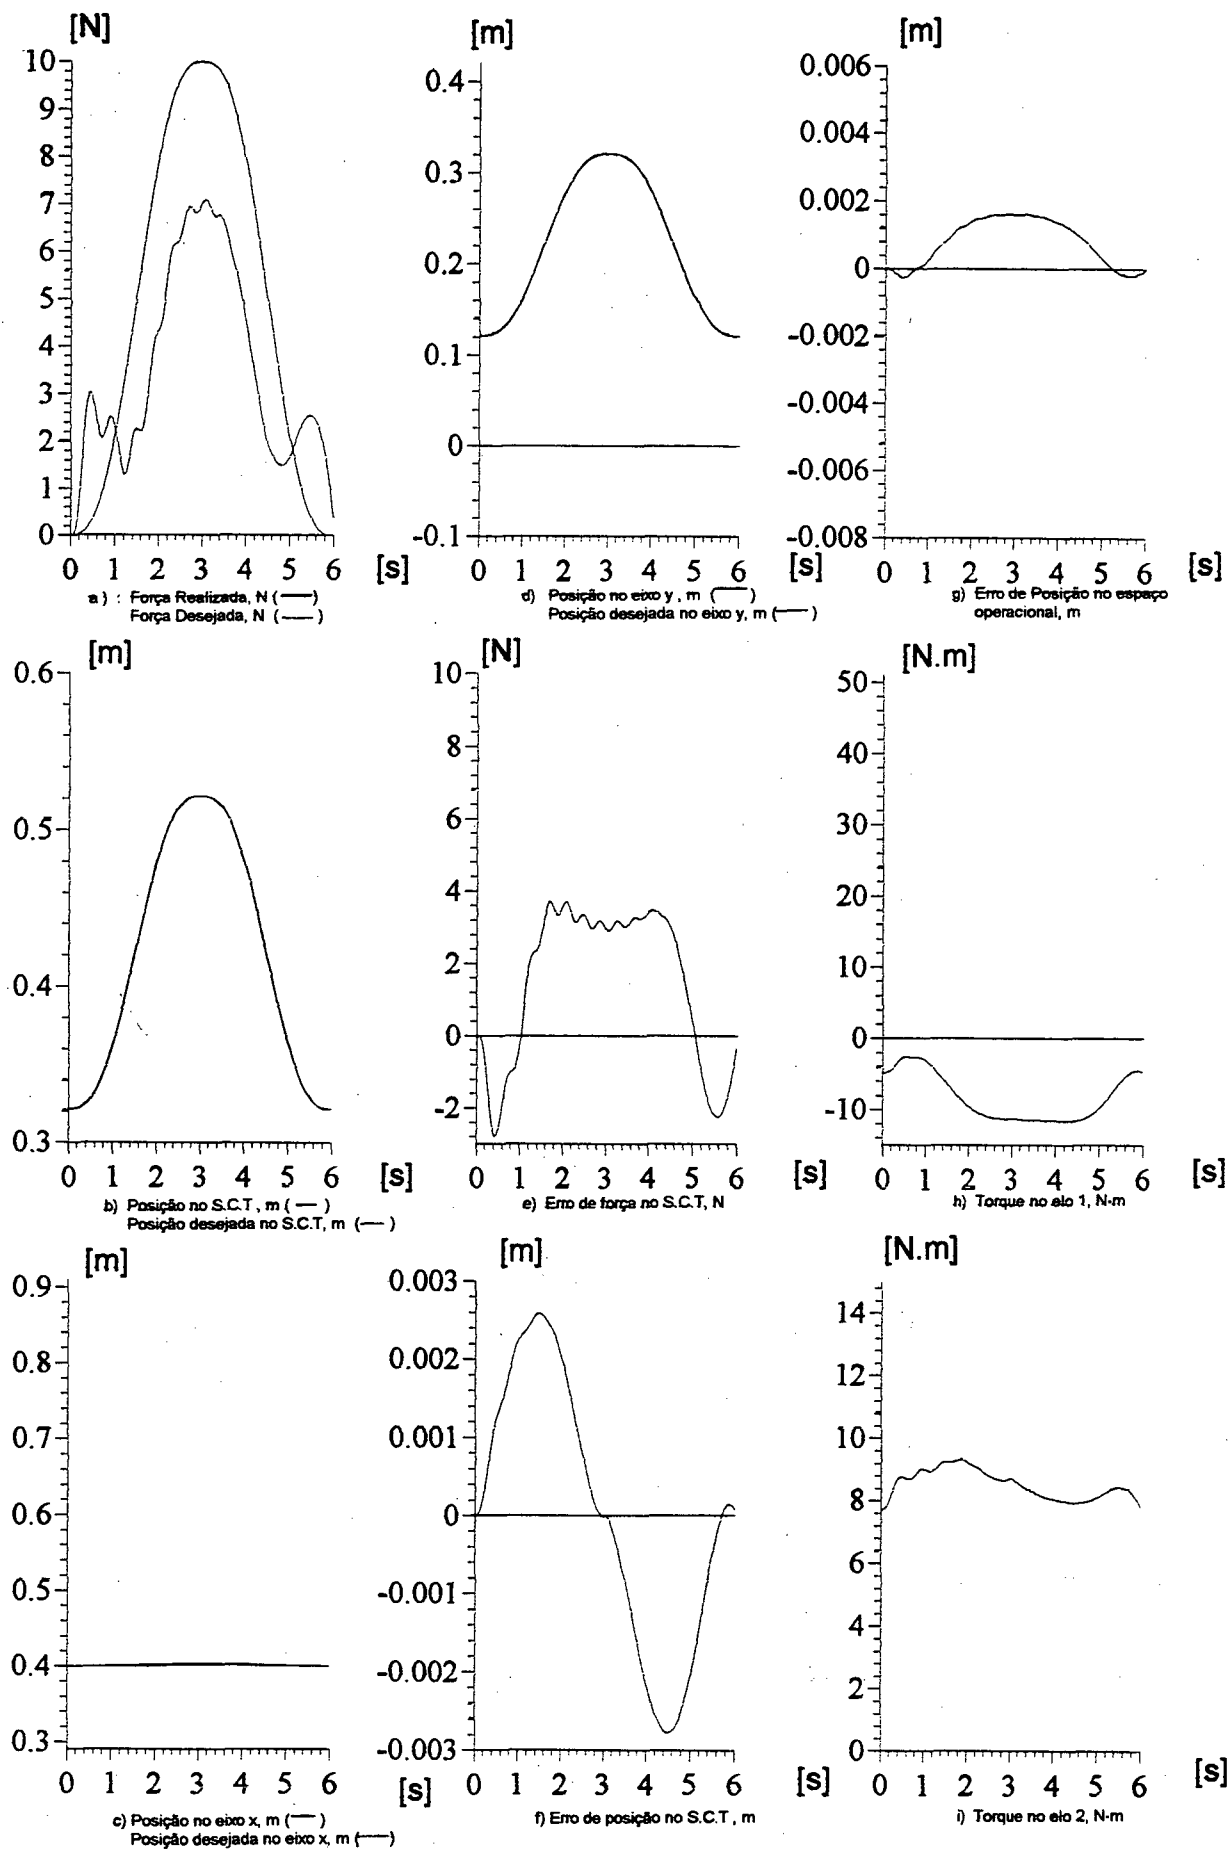 [N]
10
9
8
7
6
5
4
3
2
1
0
0 1 2 3 4 5 6 [s]
a) : Força Realizada, N (—)
Força Desejada, N (—)
[m]
0.4
0.3
0.2
0.1
0
-0.1
0 1 2 3 4 5 6 [s]
d) Posição no eixo y, m (—)
Posição desejada no eixo y, m (—)
[m]
0.006
0.004
0.002
0
-0.002
-0.004
-0.006
-0.008
0 1 2 3 4 5 6 [s]
g) Erro de Posição no espaço
operacional, m
[m]
0.6
0.5
0.4
0.3
0 1 2 3 4 5 6 [s]
b) Posição no S.C.T, m (—)
Posição desejada no S.C.T, m (—)
[N]
10
8
6
4
2
0
-2
0 1 2 3 4 5 6 [s]
e) Erro de força no S.C.T, N
[N.m]
50
40
30
20
10
0
-10
0 1 2 3 4 5 6 [s]
h) Torque no elo 1, N-m
[m]
0.9
0.8
0.7
0.6
0.5
0.4
0.3
0 1 2 3 4 5 6 [s]
c) Posição no eixo x, m (—)
Posição desejada no eixo x, m (—)
[m]
0.003
0.002
0.001
0
-0.001
-0.002
-0.003
0 1 2 3 4 5 6 [s]
f) Erro de posição no S.C.T, m
[N.m]
14
12
10
8
6
4
2
0
0 1 2 3 4 5 6 [s]
i) Torque no elo 2, N-m